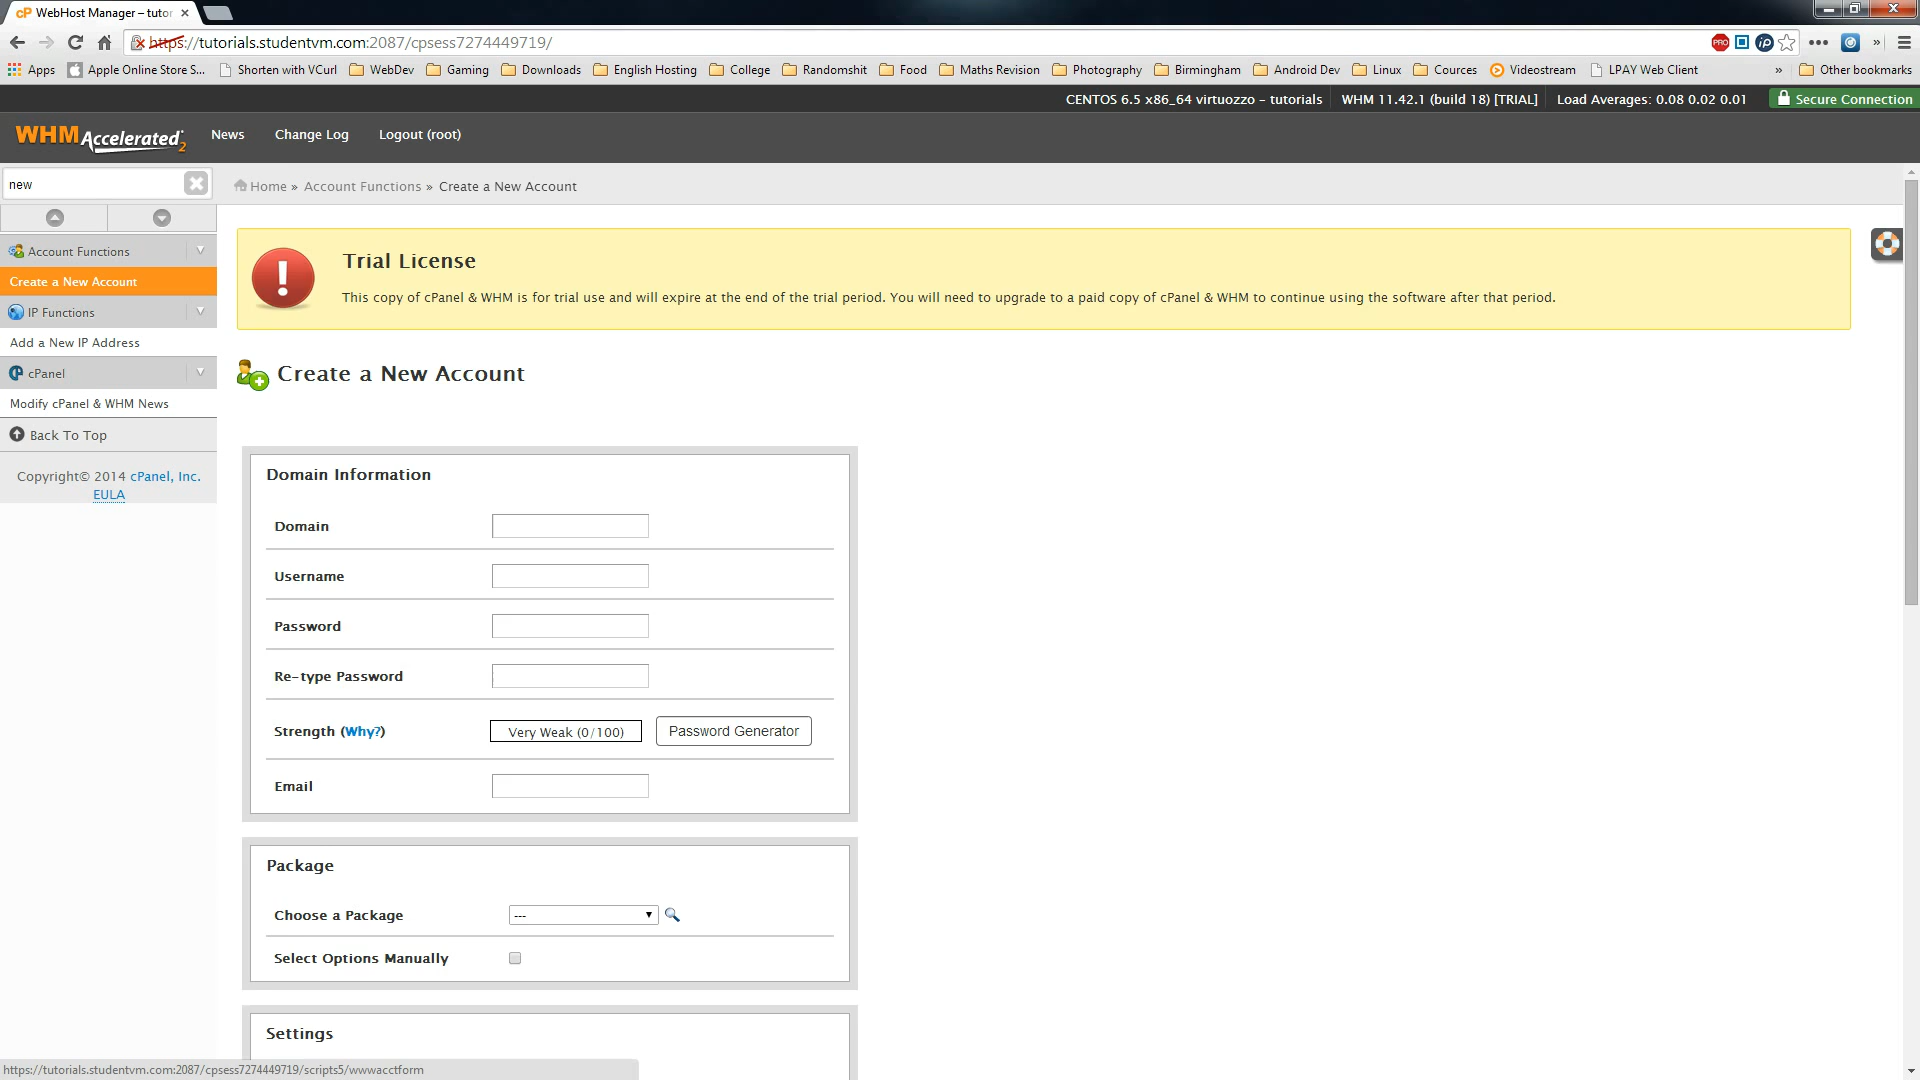 WebHost Manager – tutor
https://tutorials.studentvm.com:2087/cpsess7274449719/
Apps Apple Online Store S... Shorten with VCurl WebDev Gaming Downloads English Hosting College Randomshit Food Maths Revision Photography Birmingham Android Dev Linux Cources Videostream LPAY Web Client » Other bookmarks
CENTOS 6.5 x86_64 virtuozzo – tutorials WHM 11.42.1 (build 18) [TRIAL] Load Averages: 0.08 0.02 0.01 Secure Connection
WHM Accelerated2 News Change Log Logout (root)
new
Home » Account Functions » Create a New Account
Account Functions
Create a New Account
IP Functions
Add a New IP Address
cPanel
Modify cPanel & WHM News
Back To Top
Copyright© 2014 cPanel, Inc.
EULA
Trial License
This copy of cPanel & WHM is for trial use and will expire at the end of the trial period. You will need to upgrade to a paid copy of cPanel & WHM to continue using the software after that period.
Create a New Account
Domain Information
Domain
Username
Password
Re-type Password
Strength (Why?) Very Weak (0/100) Password Generator
Email
Package
Choose a Package ---
Select Options Manually
Settings
https://tutorials.studentvm.com:2087/cpsess7274449719/scripts5/wwwacctform